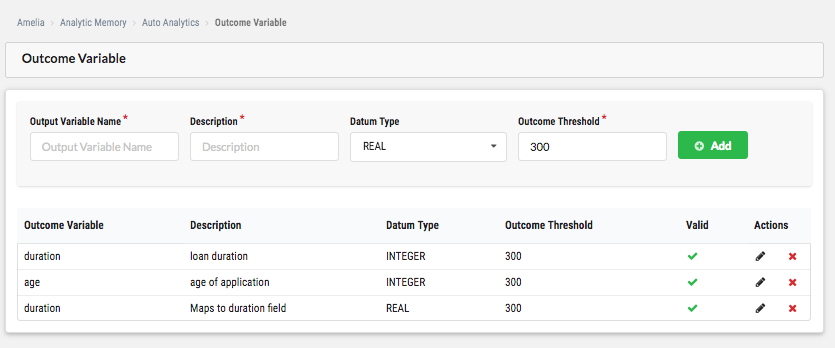 Amelia › Analytic Memory › Auto Analytics › Outcome Variable
Outcome Variable
Output Variable Name * Description * Datum Type Outcome Threshold *
Output Variable Name Description REAL 300 Add
Outcome Variable Description Datum Type Outcome Threshold Valid Actions
duration loan duration INTEGER 300
age age of application INTEGER 300
duration Maps to duration field REAL 300